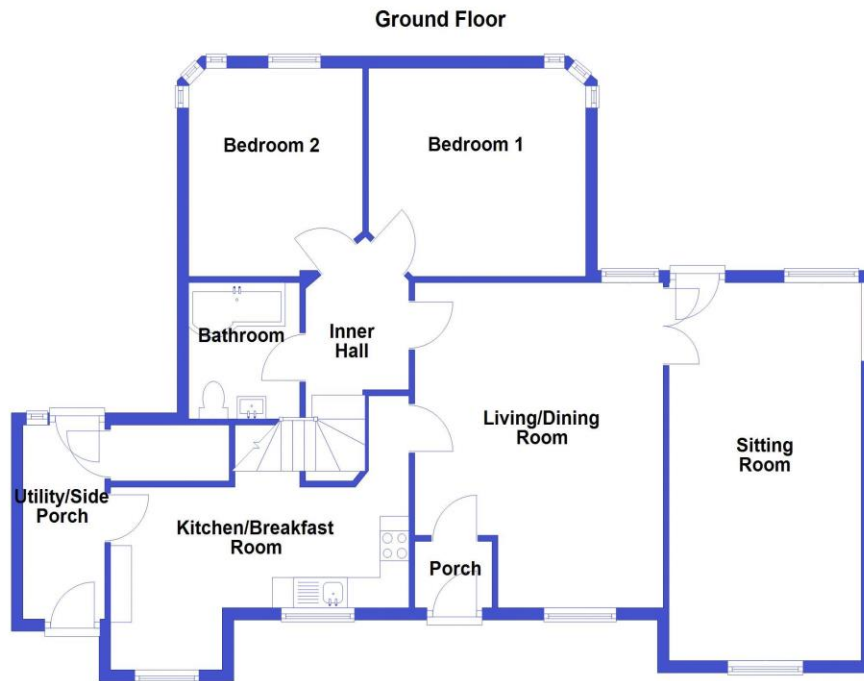 Ground Floor
Bedroom 2
Bedroom 1
Bathroom
Inner
Hall
Living/Dining
Room
Sitting
Room
Utility/Side
Porch
Kitchen/Breakfast
Room
Porch